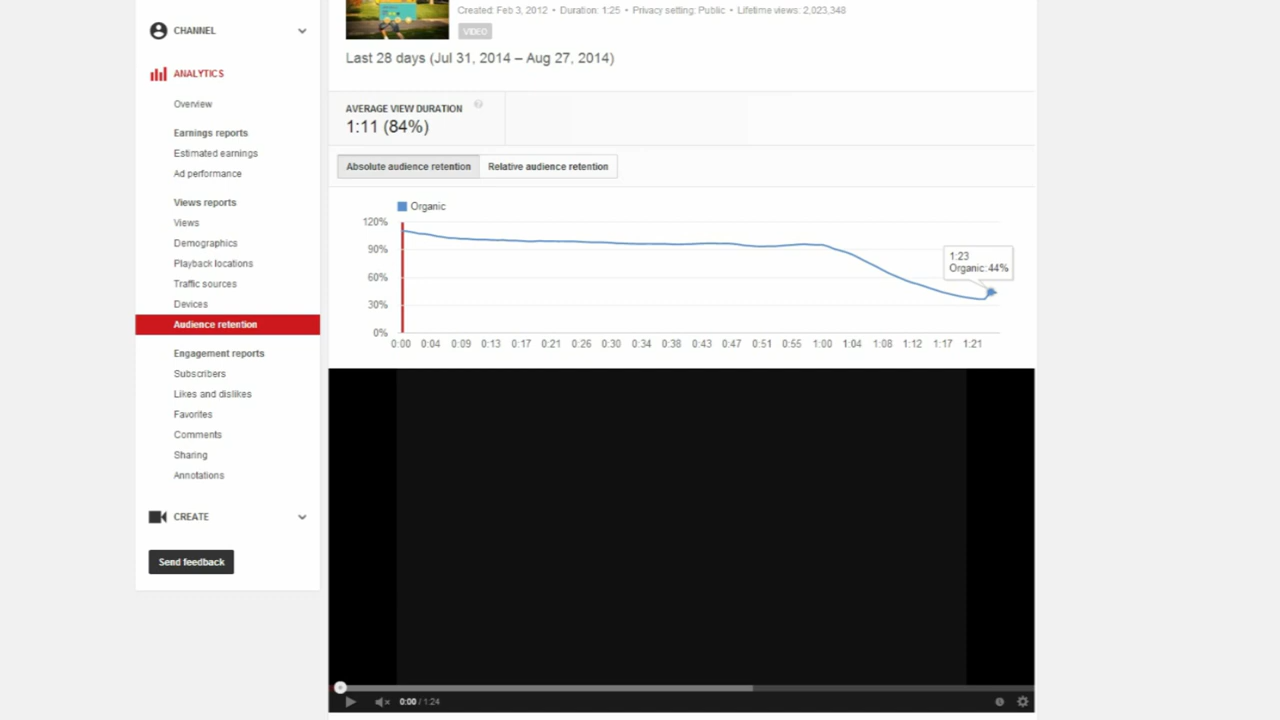 CHANNEL
ANALYTICS
Overview
Earnings reports
Estimated earnings
Ad performance
Views reports
Views
Demographics
Playback locations
Traffic sources
Devices
Audience retention
Engagement reports
Subscribers
Likes and dislikes
Favorites
Comments
Sharing
Annotations
CREATE
Send feedback
Created: Feb 3, 2012 • Duration: 1:25 • Privacy setting: Public • Lifetime views: 2,023,348
VIDEO
Last 28 days (Jul 31, 2014 – Aug 27, 2014)
AVERAGE VIEW DURATION ?
1:11 (84%)
Absolute audience retention Relative audience retention
Organic
120%
90%
60%
30%
0%
1:23
Organic: 44%
0:00 0:04 0:09 0:13 0:17 0:21 0:26 0:30 0:34 0:38 0:43 0:47 0:51 0:55 1:00 1:04 1:08 1:12 1:17 1:21
0:00 / 1:24